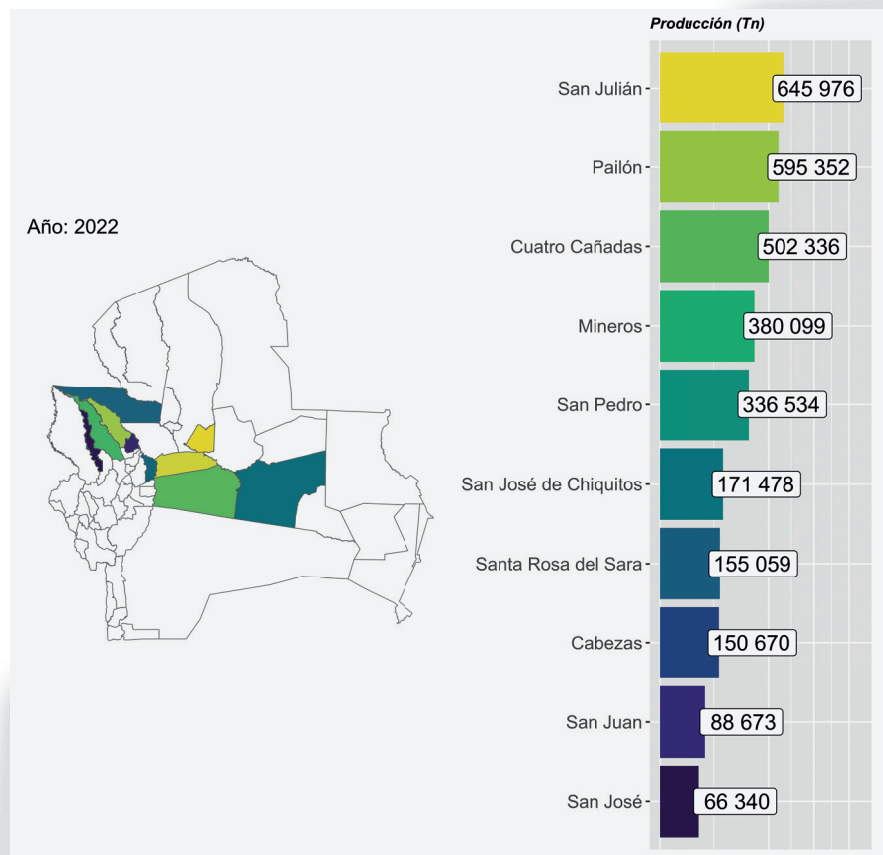 Producción (Tn)
San Julián
645 976
Pailón
595 352
Año: 2022
Cuatro Cañadas
502 336
Mineros
380 099
San Pedro
336 534
San José de Chiquitos
171 478
Santa Rosa del Sara
155 059
Cabezas
150 670
San Juan
88 673
San José
66 340